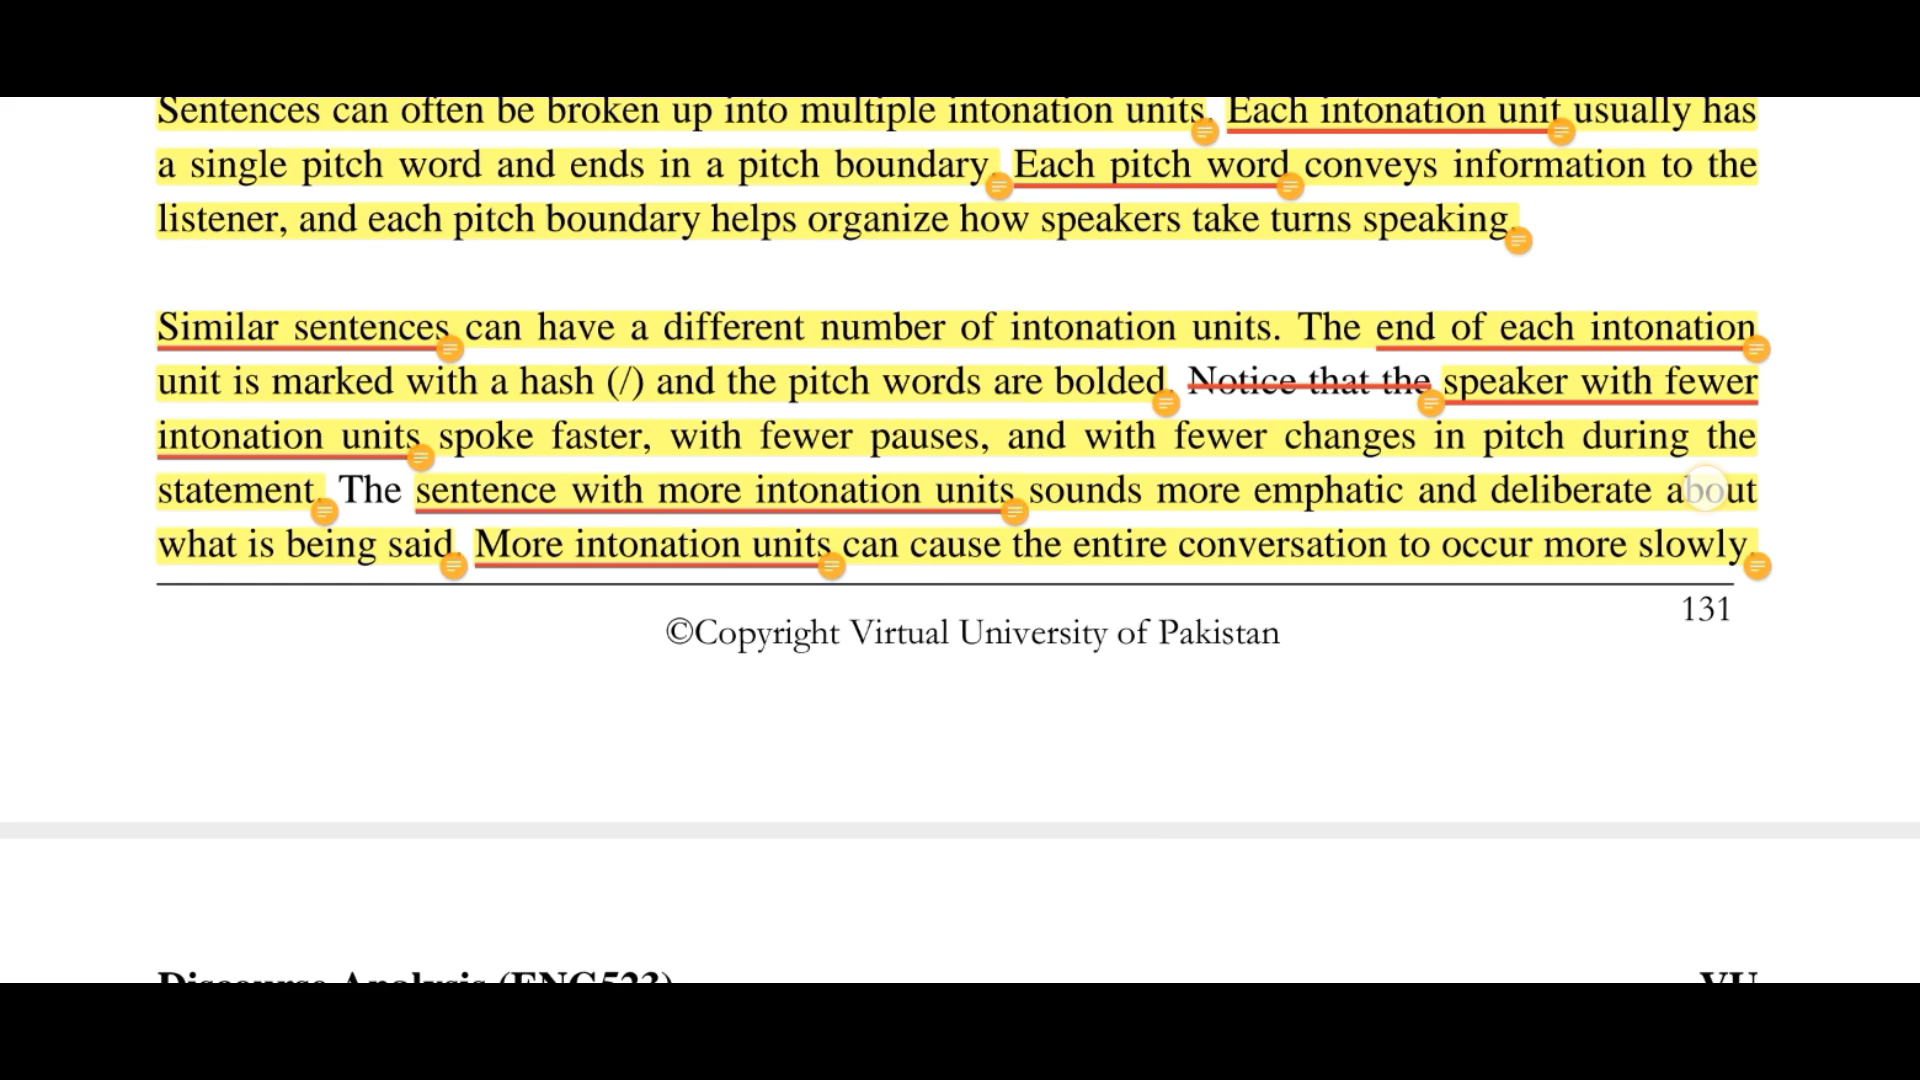 Sentences can often be broken up into multiple intonation units. Each intonation unit usually has
a single pitch word and ends in a pitch boundary. Each pitch word conveys information to the
listener, and each pitch boundary helps organize how speakers take turns speaking.
Similar sentences can have a different number of intonation units. The end of each intonation
unit is marked with a hash (/) and the pitch words are bolded. Notice that the speaker with fewer
intonation units spoke faster, with fewer pauses, and with fewer changes in pitch during the
statement. The sentence with more intonation units sounds more emphatic and deliberate about
what is being said. More intonation units can cause the entire conversation to occur more slowly.
131
©Copyright Virtual University of Pakistan
Discourse Analysis (ENG523) VU